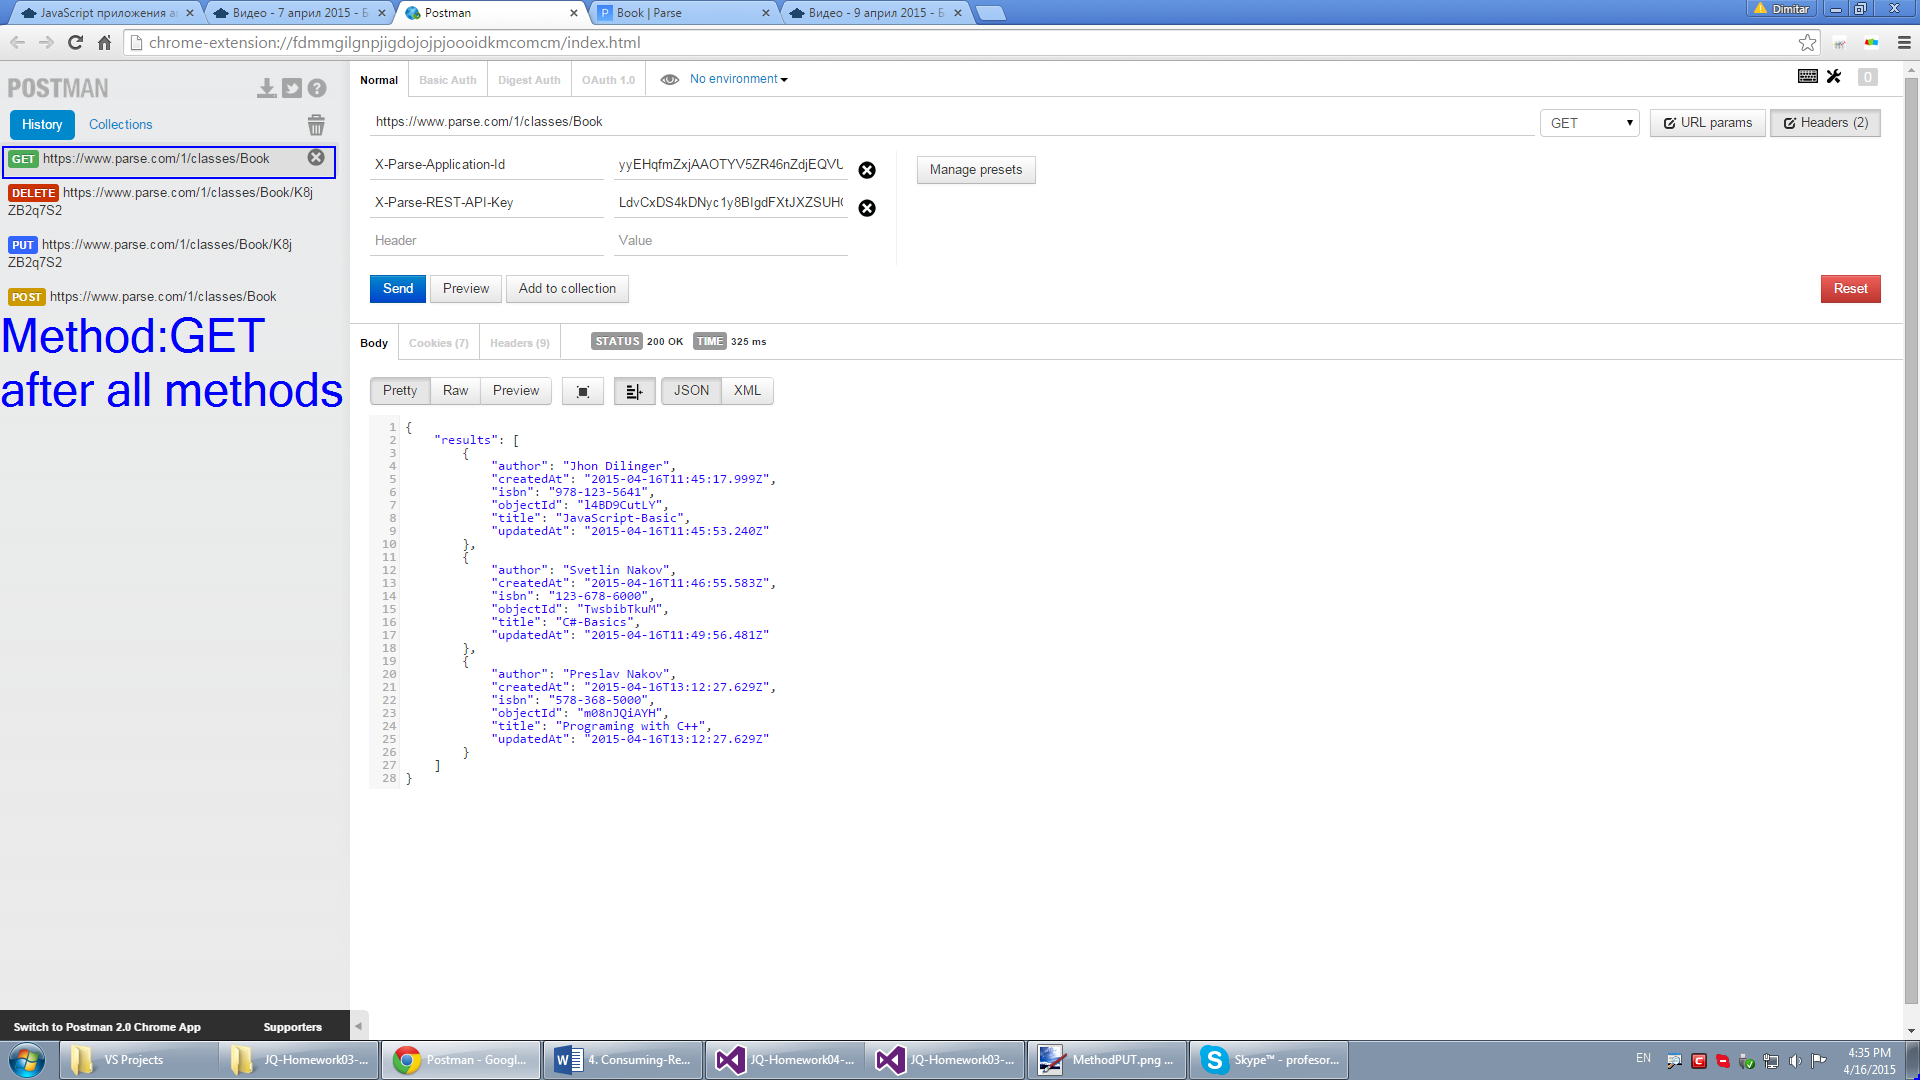 JavaScript приложения а
Видео - 7 април 2015 - Б
Postman
Book | Parse
Видео - 9 април 2015 - Б
Dimitar
chrome-extension://fdmmgilgnpjigdojojpjoooidkmcomcm/index.html
POSTMAN
History
Collections
GET https://www.parse.com/1/classes/Book
DELETE https://www.parse.com/1/classes/Book/K8j
ZB2q7S2
PUT https://www.parse.com/1/classes/Book/K8j
ZB2q7S2
POST https://www.parse.com/1/classes/Book
Method:GET
after all methods
Switch to Postman 2.0 Chrome App
Supporters
Normal
Basic Auth
Digest Auth
OAuth 1.0
No environment
0
https://www.parse.com/1/classes/Book
GET
URL params
Headers (2)
X-Parse-Application-Id
yyEHqfmZxjAAOTYV5ZR46nZdjEQVU
Manage presets
X-Parse-REST-API-Key
LdvCxDS4kDNyc1y8BIgdFXtJXZSUH
Header
Value
Send
Preview
Add to collection
Reset
Body
Cookies (7)
Headers (9)
STATUS 200 OK TIME 325 ms
Pretty
Raw
Preview
JSON
XML
1 {
2 "results": [
3 {
4 "author": "Jhon Dilinger",
5 "createdAt": "2015-04-16T11:45:17.999Z",
6 "isbn": "978-123-5641",
7 "objectId": "l4BD9CutLY",
8 "title": "JavaScript-Basic",
9 "updatedAt": "2015-04-16T11:45:53.240Z"
10 },
11 {
12 "author": "Svetlin Nakov",
13 "createdAt": "2015-04-16T11:46:55.583Z",
14 "isbn": "123-678-6000",
15 "objectId": "TwsbibTkuM",
16 "title": "C#-Basics",
17 "updatedAt": "2015-04-16T11:49:56.481Z"
18 },
19 {
20 "author": "Preslav Nakov",
21 "createdAt": "2015-04-16T13:12:27.629Z",
22 "isbn": "578-368-5000",
23 "objectId": "m08nJQiAYH",
24 "title": "Programing with C++",
25 "updatedAt": "2015-04-16T13:12:27.629Z"
26 }
27 ]
28 }
VS Projects
JQ-Homework03-...
Postman - Googl...
4. Consuming-Re...
JQ-Homework04-...
JQ-Homework03-...
MethodPUT.png ...
Skype™ - profesor...
EN
4:35 PM
4/16/2015